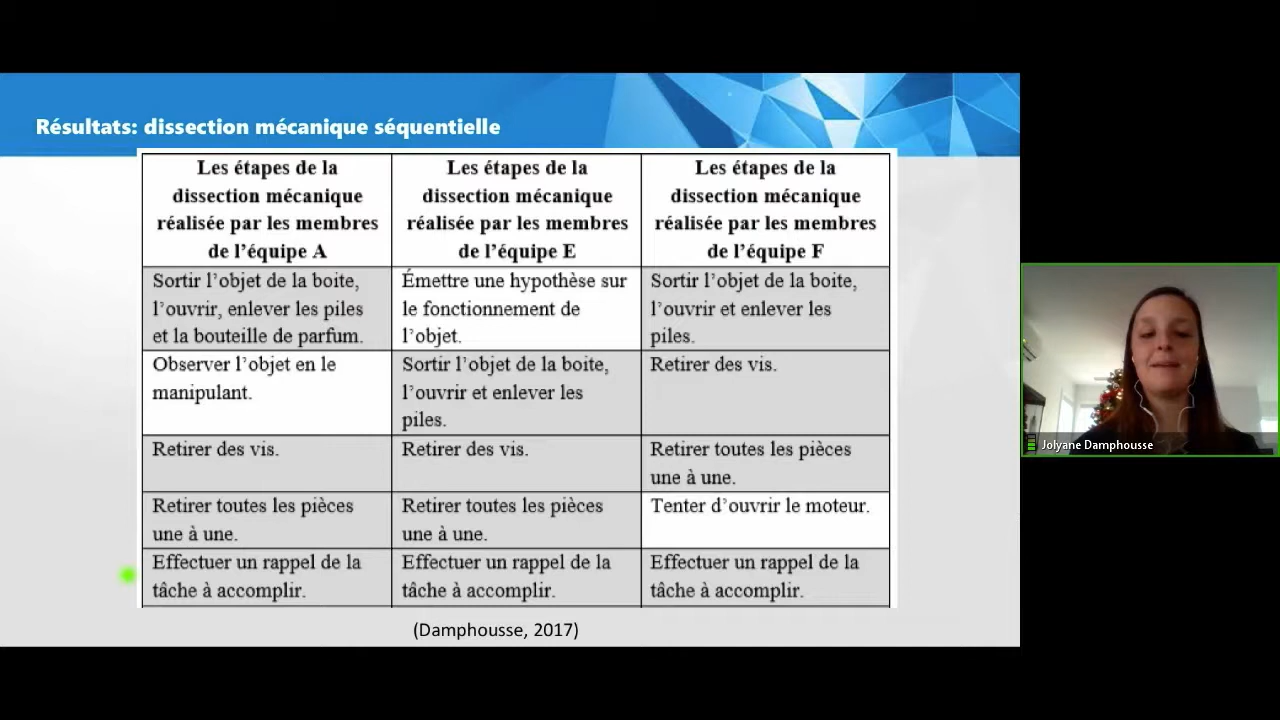 Résultats: dissection mécanique séquentielle
Les étapes de la
dissection mécanique
réalisée par les membres
de l’équipe A
Les étapes de la
dissection mécanique
réalisée par les membres
de l’équipe E
Les étapes de la
dissection mécanique
réalisée par les membres
de l’équipe F
Sortir l’objet de la boite,
l’ouvrir, enlever les piles
et la bouteille de parfum.
Émettre une hypothèse sur
le fonctionnement de
l’objet.
Sortir l’objet de la boite,
l’ouvrir et enlever les
piles.
Observer l’objet en le
manipulant.
Sortir l’objet de la boite,
l’ouvrir et enlever les
piles.
Retirer des vis.
Retirer des vis.
Retirer des vis.
Retirer toutes les pièces
une à une.
Retirer toutes les pièces
une à une.
Retirer toutes les pièces
une à une.
Tenter d’ouvrir le moteur.
Effectuer un rappel de la
tâche à accomplir.
Effectuer un rappel de la
tâche à accomplir.
Effectuer un rappel de la
tâche à accomplir.
(Damphousse, 2017)
Jolyane Damphousse